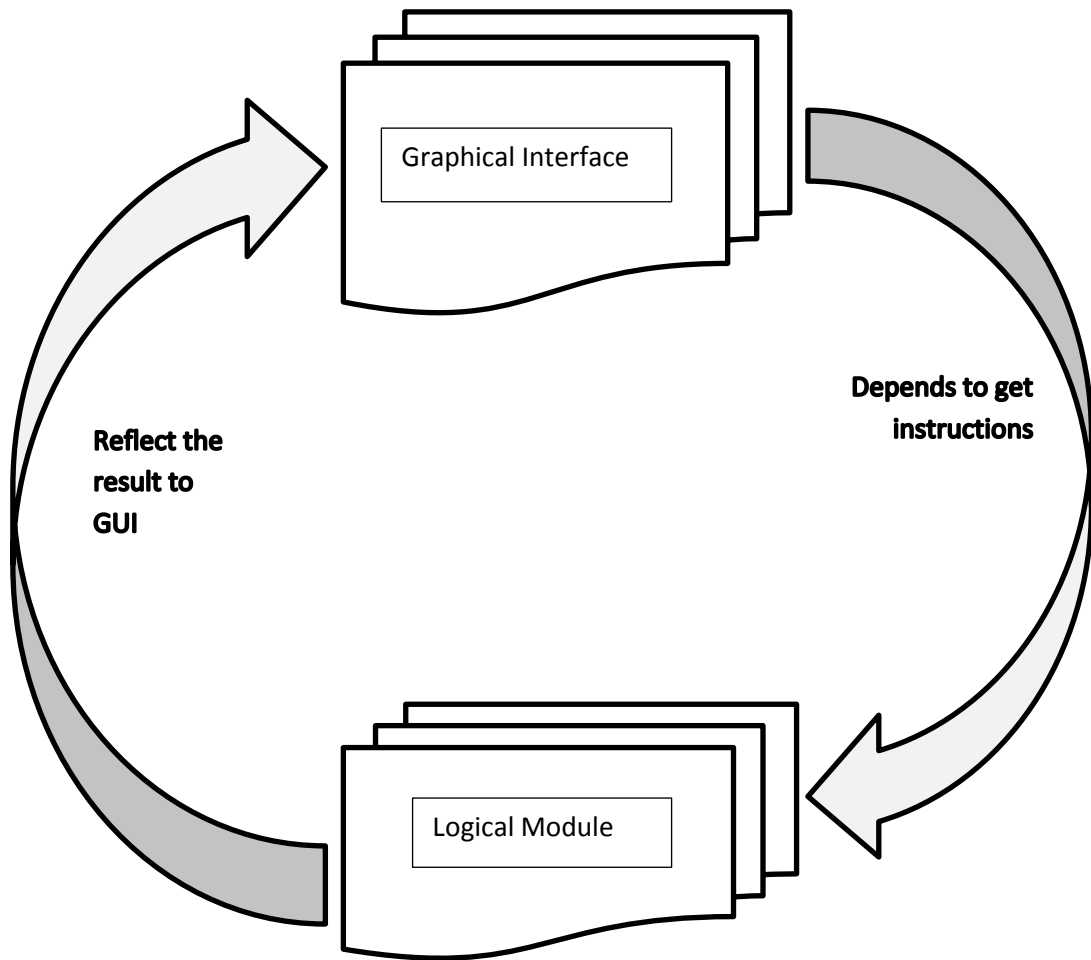 Graphical Interface
Depends to get
instructions
Reflect the
result to
GUI
Logical Module